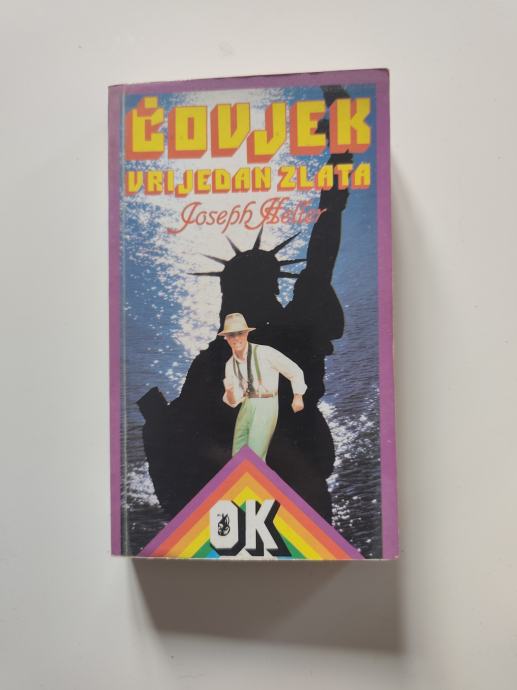 ČOVJEK
VRIJEDAN ZLATA
Joseph Heller
OK